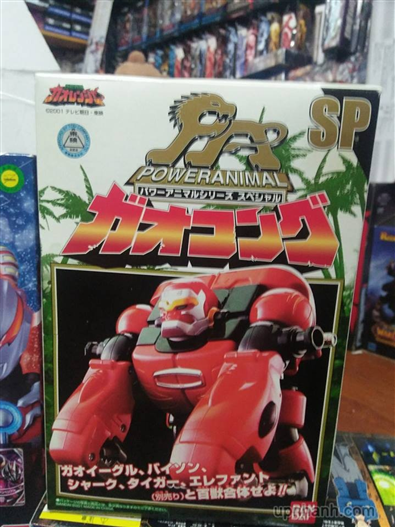 ガオレンジャー
©2001 テレビ朝日・東映
SP
PA
POWERANIMAL
パワーアニマルシリーズ スペシャル
ガオコング
ガオイーグル、バイソン、
シャーク、タイガー、エレファント
(別売り)と百獣合体せよ!!